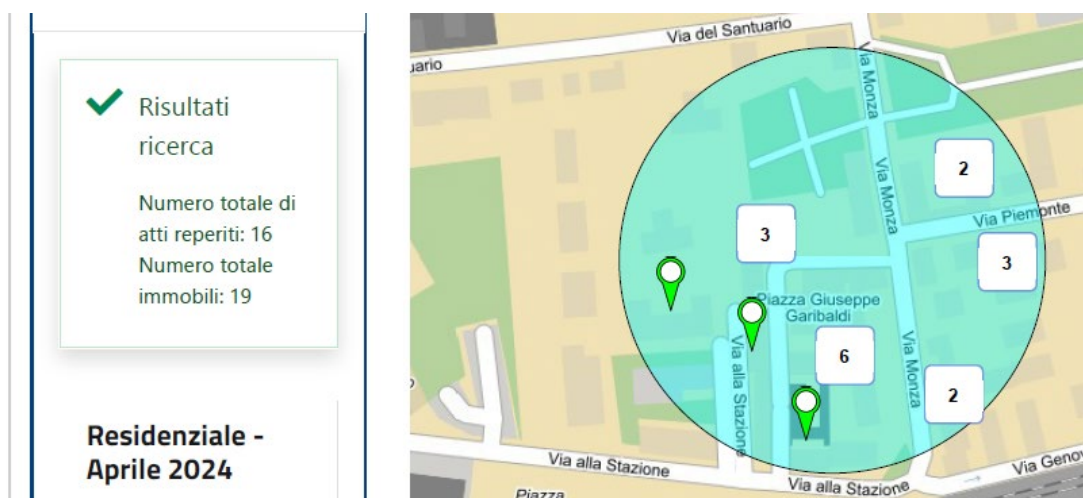 Risultati
ricerca
Numero totale di
atti reperiti: 16
Numero totale
immobili: 19
Residenziale -
Aprile 2024
Via del Santuario
uario
Via Monza
2
Via Monza
Via Piemonte
3
3
Piazza Giuseppe
Garibaldi
6
Via Monza
Via alla Stazione
2
Via alla Stazione
Via alla Stazione
Via Genov
Piazza